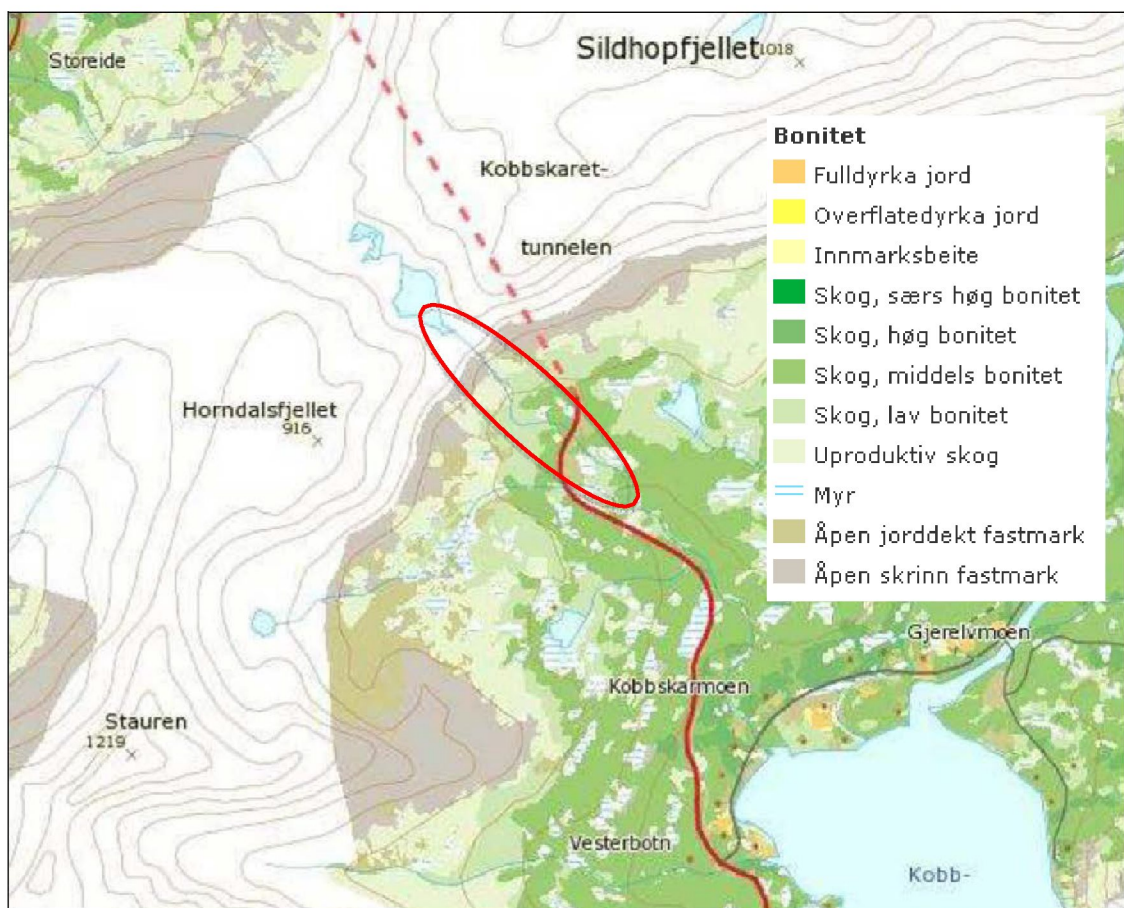 Storeide
Sildhopfjellet 1018
Kobbskaret-
tunnelen
Horndalsfjellet
916
Stauren
1219
Kobbskarmoen
Gjerelvmoen
Vesterbotn
Kobb-
Bonitet
Fulldyrka jord
Overflatedyrka jord
Innmarksbeite
Skog, særs høg bonitet
Skog, høg bonitet
Skog, middels bonitet
Skog, lav bonitet
Uproduktiv skog
Myr
Åpen jorddekt fastmark
Åpen skrinn fastmark